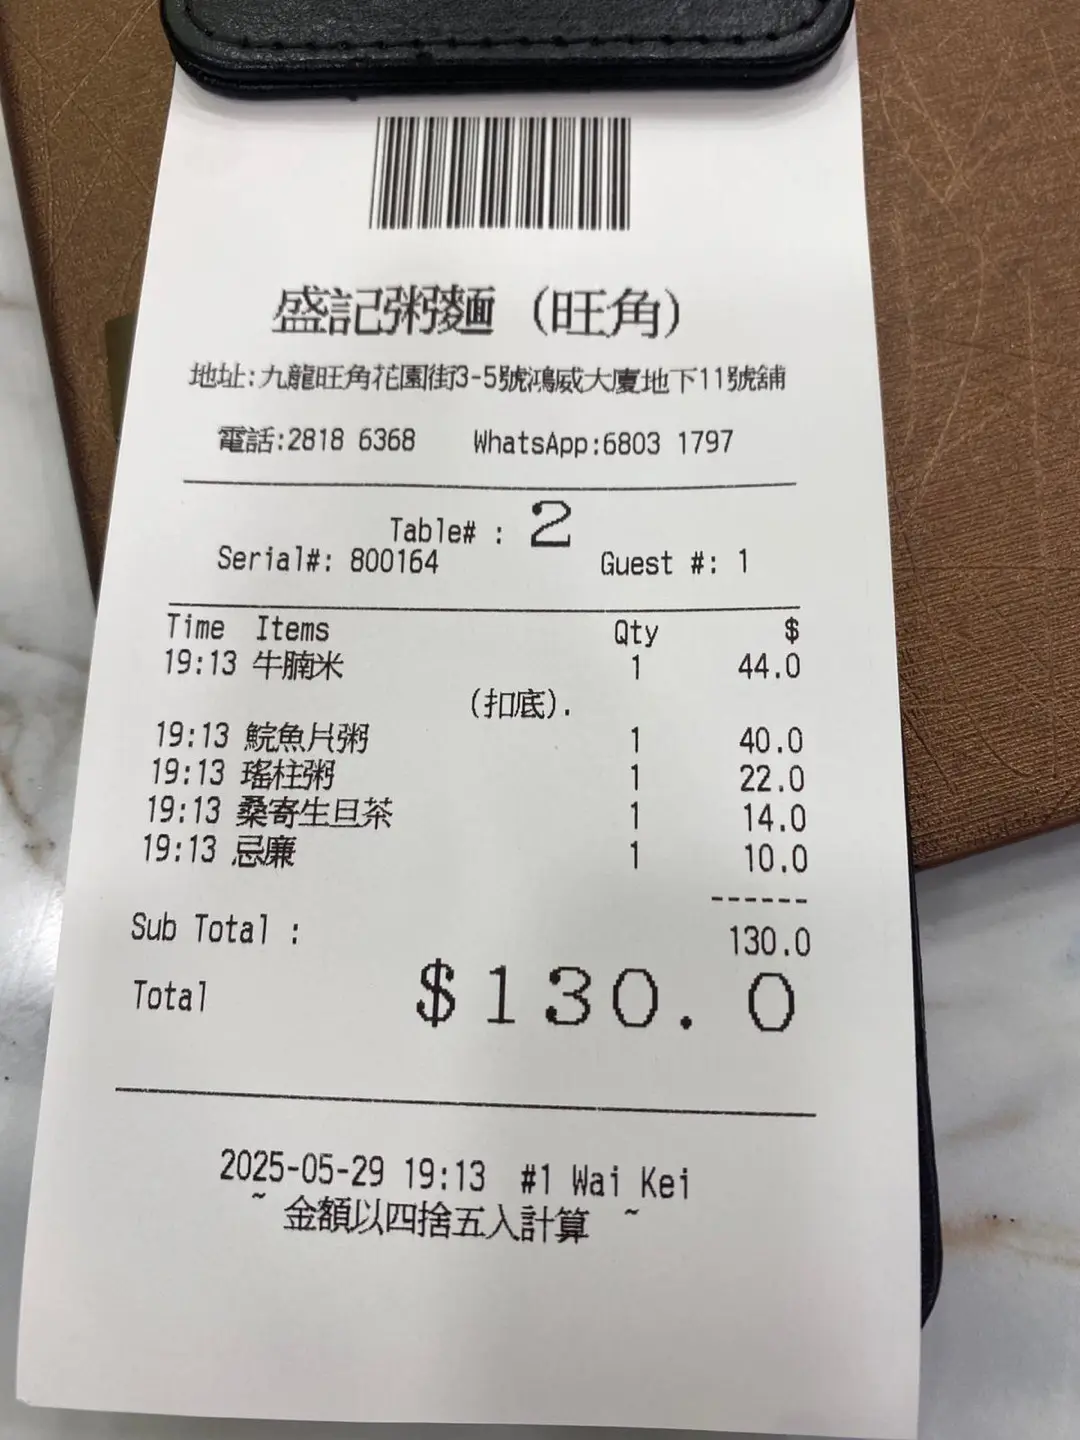 盛記粥麵 (旺角)
地址:九龍旺角花園街3-5號鴻威大廈地下11號舖
電話:2818 6368 WhatsApp:6803 1797
Table# : 2
Serial#: 800164 Guest #: 1
Time Items Qty $
19:13 牛腩米 1 44.0
(扣底).
19:13 鯇魚片粥 1 40.0
19:13 瑤柱粥 1 22.0
19:13 桑寄生旦茶 1 14.0
19:13 忌廉 1 10.0
------
Sub Total : 130.0
Total $130.0
2025-05-29 19:13 #1 Wai Kei
~ 金額以四捨五入計算 ~